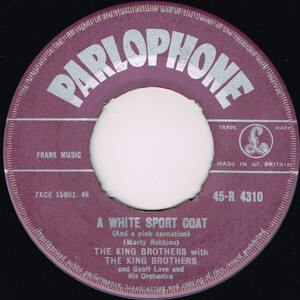 PARLOPHONE
TRADE MARK
FRANK MUSIC
MADE IN GT. BRITAIN
7XCE 15801. 45
45-R 4310
A WHITE SPORT COAT
(And a pink carnation)
(Marty Robbins)
THE KING BROTHERS with
THE KING BROTHERS
and Geoff Love and
His Orchestra